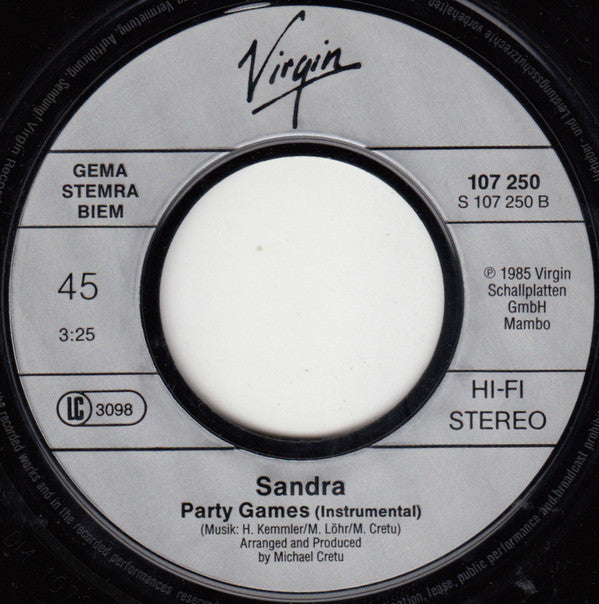 Virgin
GEMA
STEMRA
BIEM
107 250
S 107 250 B
45
3:25
℗ 1985 Virgin
Schallplatten
GmbH
Mambo
LC 3098
HI-FI
STEREO
Sandra
Party Games (Instrumental)
(Musik: H. Kemmler/M. Löhr/M. Cretu)
Arranged and Produced
by Michael Cretu